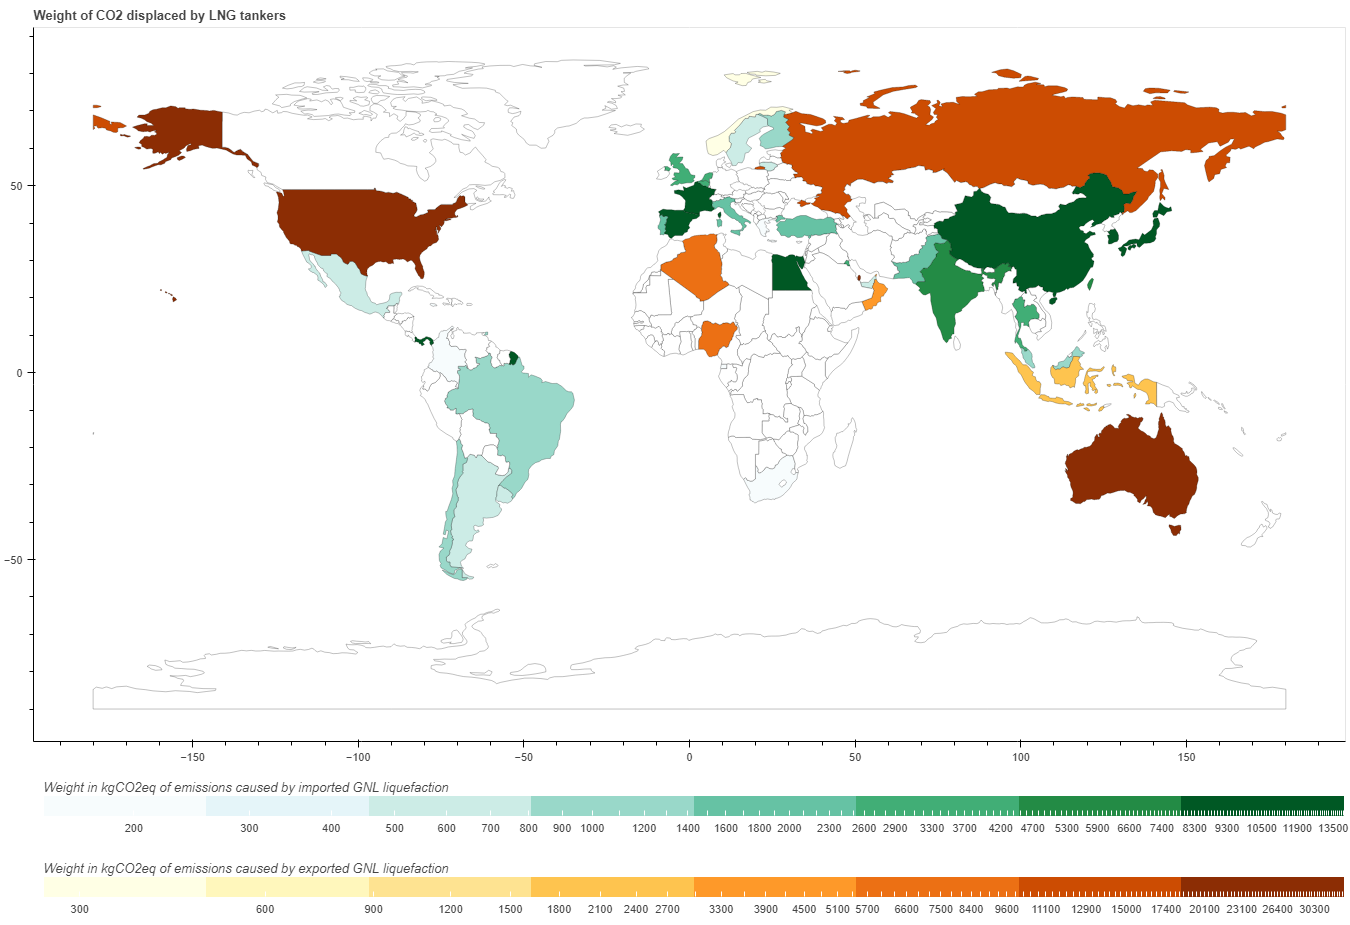 Weight of CO2 displaced by LNG tankers
50
0
−50
−150
−100
−50
0
50
100
150
Weight in kgCO2eq of emissions caused by imported GNL liquefaction
200 300 400 500 600 700 800 900 1000 1200 1400 1600 1800 2000 2300 2600 2900 3300 3700 4200 4700 5300 5900 6600 7400 8300 9300 10500 11900 13500
Weight in kgCO2eq of emissions caused by exported GNL liquefaction
300 600 900 1200 1500 1800 2100 2400 2700 3300 3900 4500 5100 5700 6600 7500 8400 9600 11100 12900 15000 17400 20100 23100 26400 30300